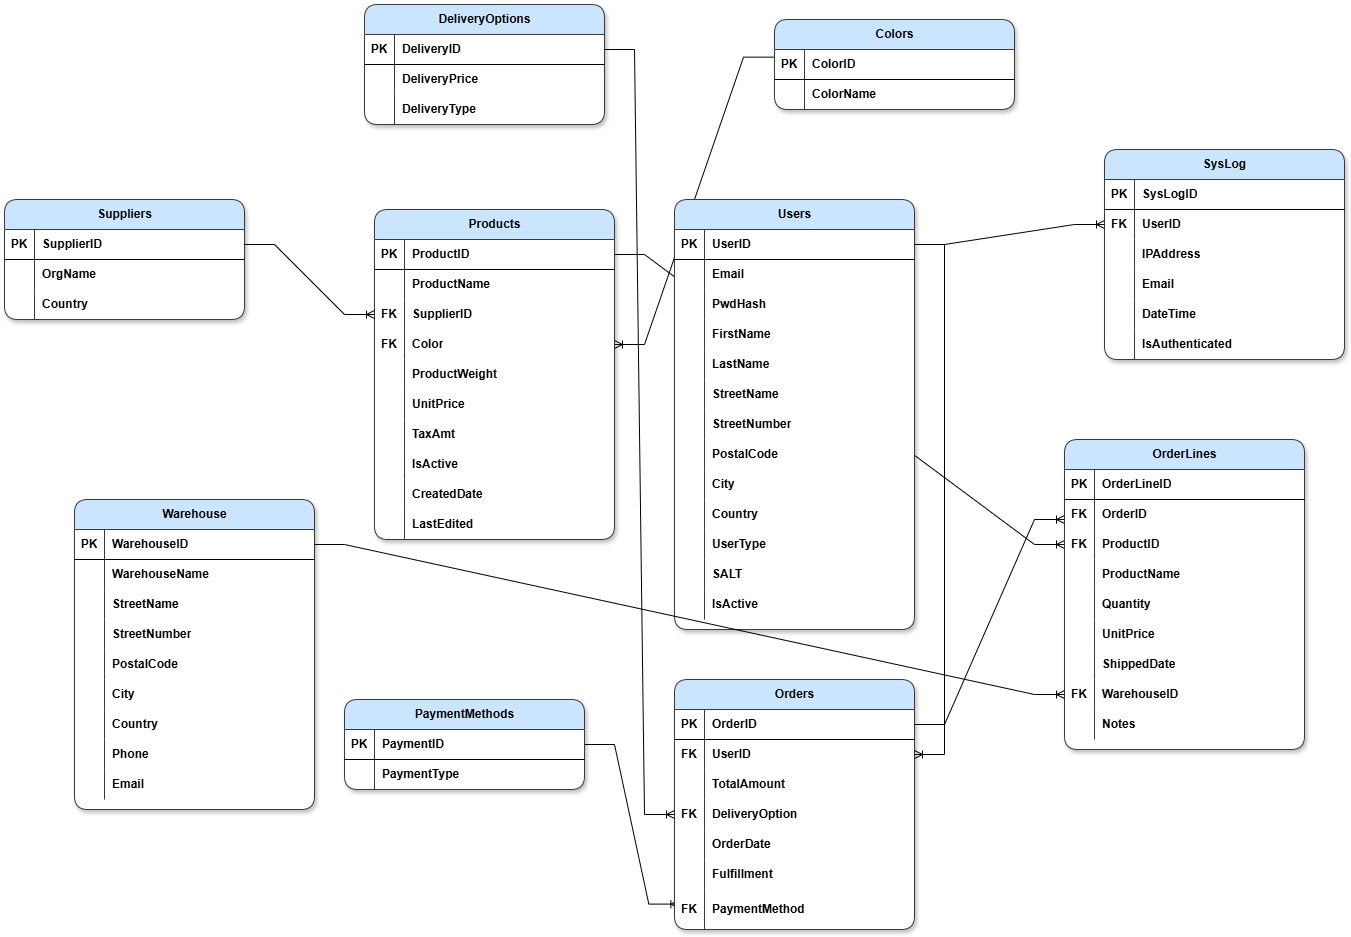 DeliveryOptions
PK DeliveryID
DeliveryPrice
DeliveryType
Colors
PK ColorID
ColorName
SysLog
PK SysLogID
FK UserID
IPAddress
Email
DateTime
IsAuthenticated
Suppliers
PK SupplierID
OrgName
Country
Products
PK ProductID
ProductName
FK SupplierID
FK Color
ProductWeight
UnitPrice
TaxAmt
IsActive
CreatedDate
LastEdited
Users
PK UserID
Email
PwdHash
FirstName
LastName
StreetName
StreetNumber
PostalCode
City
Country
UserType
SALT
IsActive
OrderLines
PK OrderLineID
FK OrderID
FK ProductID
ProductName
Quantity
UnitPrice
ShippedDate
FK WarehouseID
Notes
Warehouse
PK WarehouseID
WarehouseName
StreetName
StreetNumber
PostalCode
City
Country
Phone
Email
PaymentMethods
PK PaymentID
PaymentType
Orders
PK OrderID
FK UserID
TotalAmount
FK DeliveryOption
OrderDate
Fulfillment
FK PaymentMethod